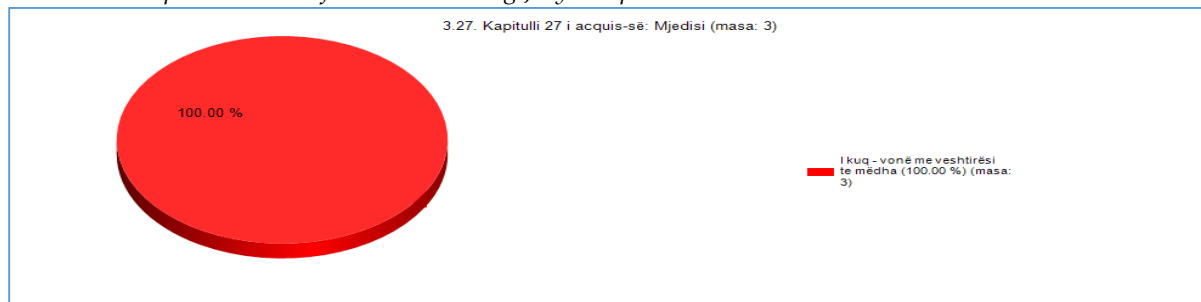 3.27. Kapitulli 27 i acquis-së: Mjedisi (masa: 3)
100.00 %
I kuq - vonë me veshtirësi
te mëdha (100.00 %) (masa:
3)